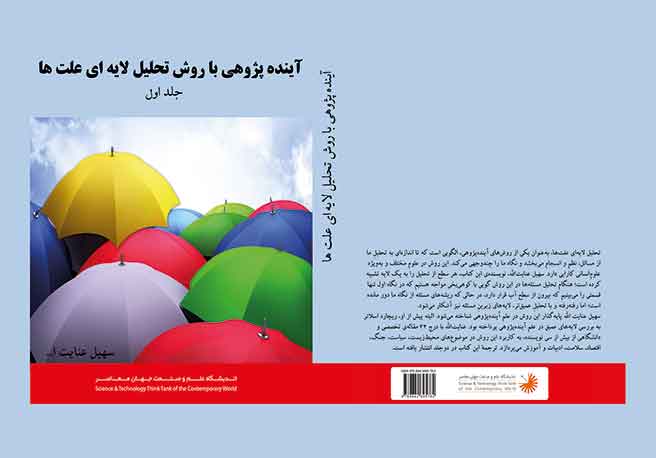 آینده پژوهی با روش تحلیل لایه ای علت ها
جلد اول
سهیل عنایت ا...
اندیشگاه علم و صنعت جهان معاصر
Science & Technology Think Tank of the Contemporary World
آینده پژوهی با روش تحلیل لایه ای علت ها
تحلیل لایه‌ای علت‌ها، به‌عنوان یکی از روش‌های آینده‌پژوهی، الگویی است که تا اندازه‌ای به تحلیل ما
از مسائل، نظم و انسجام می‌بخشد و نگاه ما را چندوجهی می‌کند. این روش در علوم مختلف و به‌ویژه
علم‌انسانی کارایی دارد. سهیل عنایت‌الله، نویسنده‌ی این کتاب، هر سطح از تحلیل را به یک لایه تشبیه
کرده است؛ هنگام تحلیل مسئله‌ها در این روش گویی با کوه‌یخی مواجه هستیم که در نگاه اول تنها
قسمتی را می‌بینیم که بیرون از سطح آب قرار دارد، در حالی که ریشه‌های مسئله از نگاه ما دور مانده
است؛ اما رفته‌رفته و با تحلیل عمیق‌تر، لایه‌های زیرین مسئله نیز آشکار می‌شود.
سهیل عنایت الله پایه‌گذار این روش در علم آینده‌پژوهی شناخته می‌شود. البته پیش از او، ریچارد اسلاتر
به بررسی لایه‌های عمیق در علم آینده‌پژوهی پرداخته بود. عنایت‌الله با درج ۲۴ مقاله‌ی تخصصی و
دانشگاهی از بیش از سی نویسنده، به کاربرد این روش در موضوع‌های محیط‌زیست، سیاست، جنگ،
اقتصاد، سلامت، ادبیات و آموزش می‌پردازد. ترجمه این کتاب در دوجلد انتشار یافته است.
اندیشگاه علم و صنعت جهان معاصر
Science & Technology Think Tank
of the Contemporary World